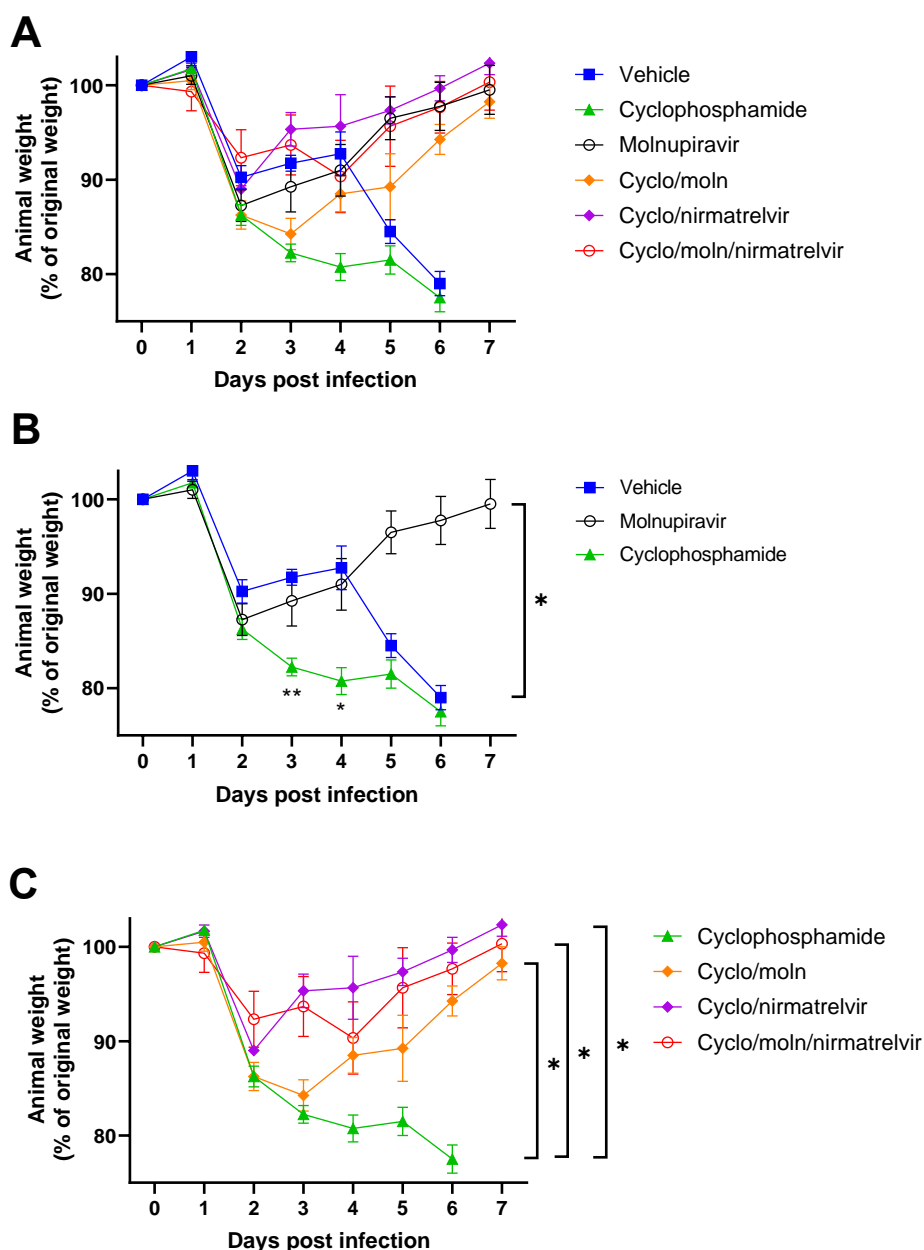 A
Animal weight
(% of original weight)
100
90
80
0 1 2 3 4 5 6 7
Days post infection
Vehicle
Cyclophosphamide
Molnupiravir
Cyclo/moln
Cyclo/nirmatrelvir
Cyclo/moln/nirmatrelvir
B
Animal weight
(% of original weight)
100
90
80
**
*
*
0 1 2 3 4 5 6 7
Days post infection
Vehicle
Molnupiravir
Cyclophosphamide
C
Animal weight
(% of original weight)
100
90
80
* * *
0 1 2 3 4 5 6 7
Days post infection
Cyclophosphamide
Cyclo/moln
Cyclo/nirmatrelvir
Cyclo/moln/nirmatrelvir